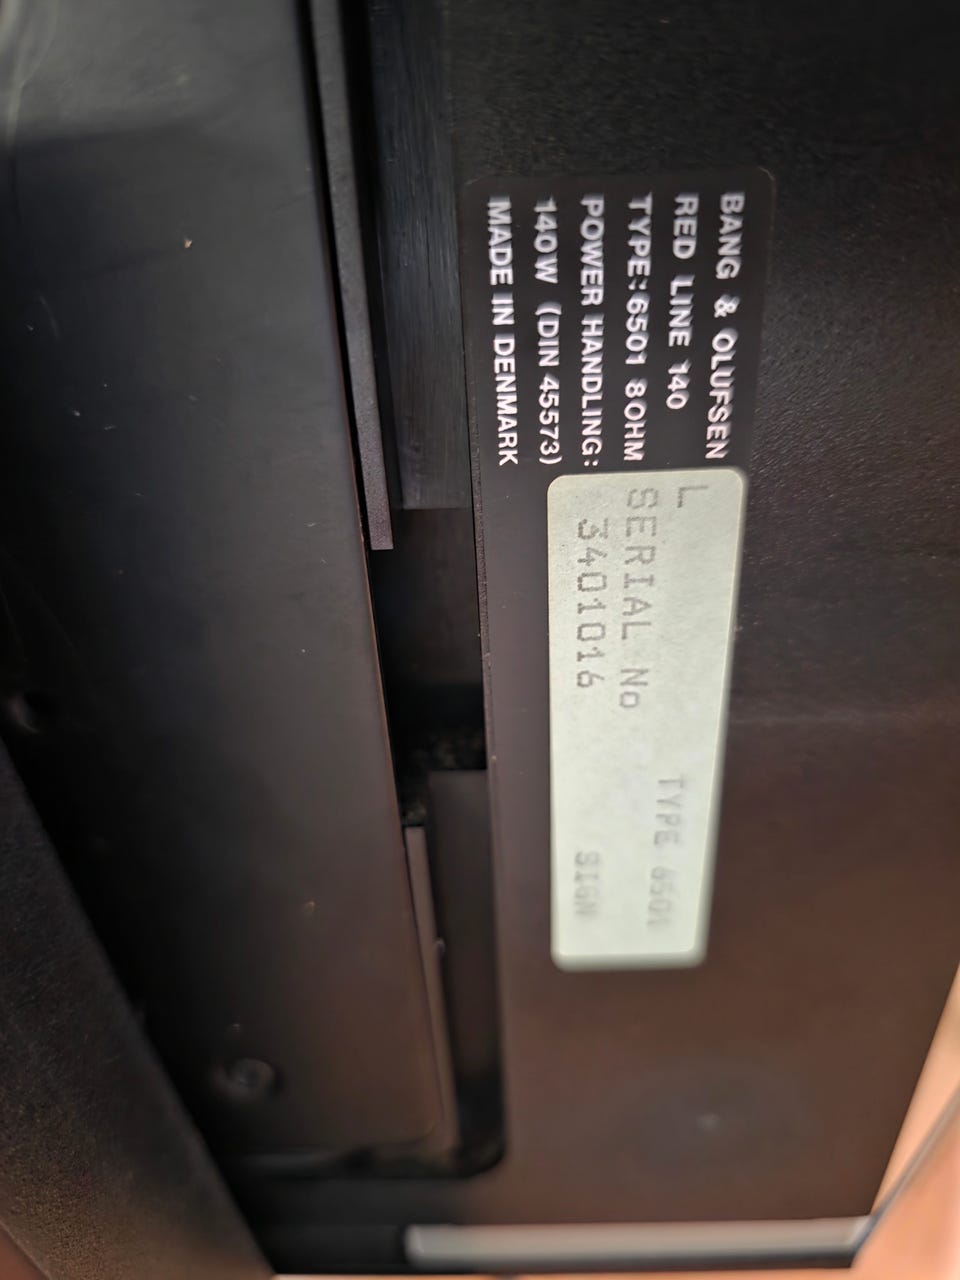 BANG & OLUFSEN
RED LINE 140
TYPE:6501 8OHM
POWER HANDLING:
140W (DIN 45573)
MADE IN DENMARK
L
TYPE 6501
SERIAL No
3401016
SIGN